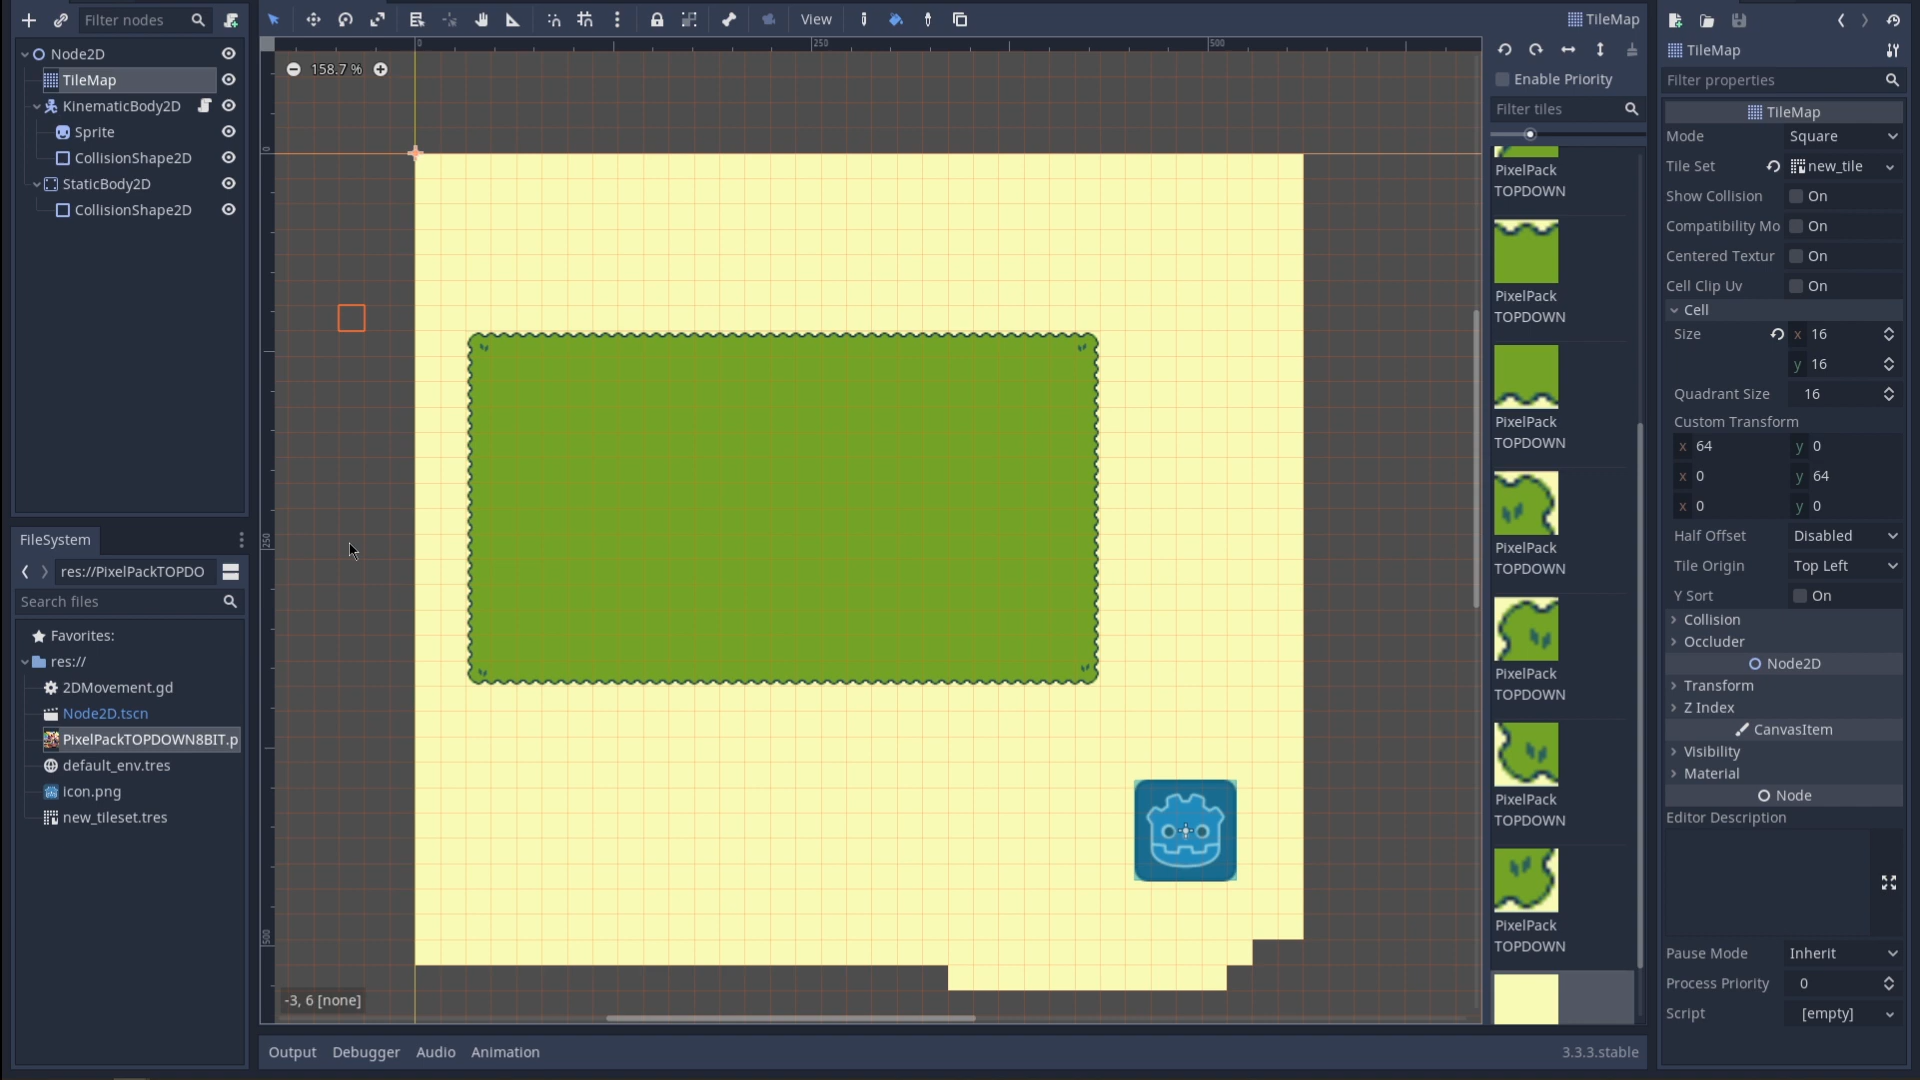 Filter nodes
Node2D
TileMap
KinematicBody2D
Sprite
CollisionShape2D
StaticBody2D
CollisionShape2D
FileSystem
res://PixelPackTOPDO
Search files
Favorites:
res://
2DMovement.gd
Node2D.tscn
PixelPackTOPDOWN8BIT.p
default_env.tres
icon.png
new_tileset.tres
View
TileMap
0
250
500
0
250
500
158.7 %
-3, 6 [none]
Output
Debugger
Audio
Animation
3.3.3.stable
Enable Priority
Filter tiles
PixelPack
TOPDOWN
PixelPack
TOPDOWN
PixelPack
TOPDOWN
PixelPack
TOPDOWN
PixelPack
TOPDOWN
PixelPack
TOPDOWN
PixelPack
TOPDOWN
TileMap
Filter properties
TileMap
Mode Square
Tile Set new_tile
Show Collision On
Compatibility Mo On
Centered Textur On
Cell Clip Uv On
Cell
Size x 16
y 16
Quadrant Size 16
Custom Transform
x 64 y 0
x 0 y 64
x 0 y 0
Half Offset Disabled
Tile Origin Top Left
Y Sort On
Collision
Occluder
Node2D
Transform
Z Index
CanvasItem
Visibility
Material
Node
Editor Description
Pause Mode Inherit
Process Priority 0
Script [empty]